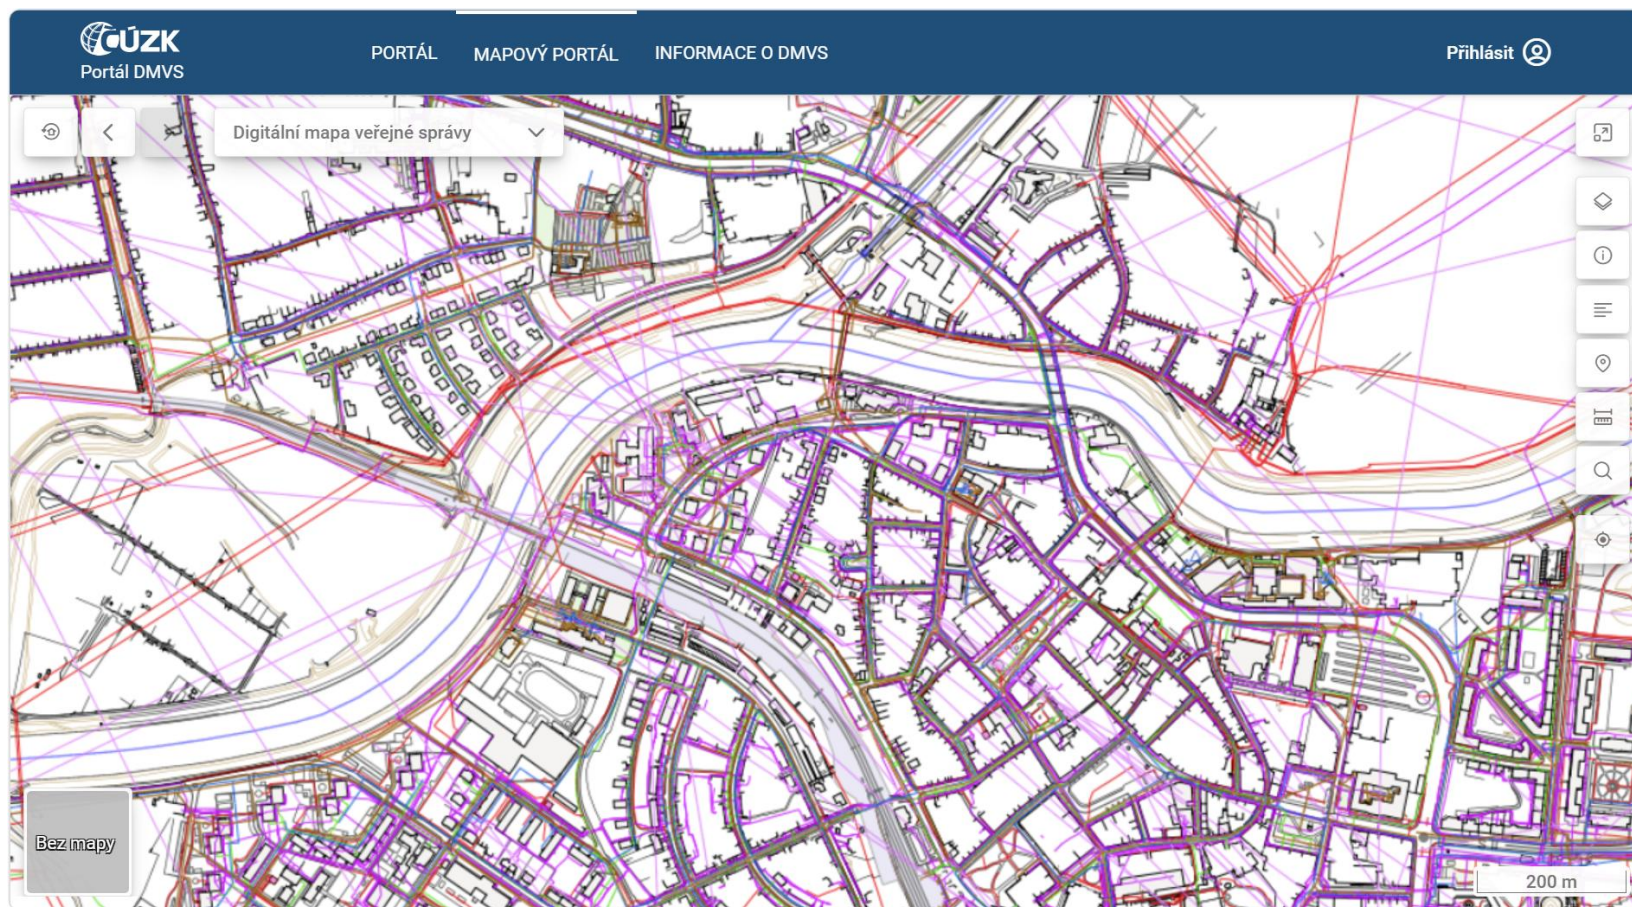 ČÚZK
Portál DMVS
PORTÁL
MAPOVÝ PORTÁL
INFORMACE O DMVS
Přihlásit
Digitální mapa veřejné správy
Bez mapy
200 m